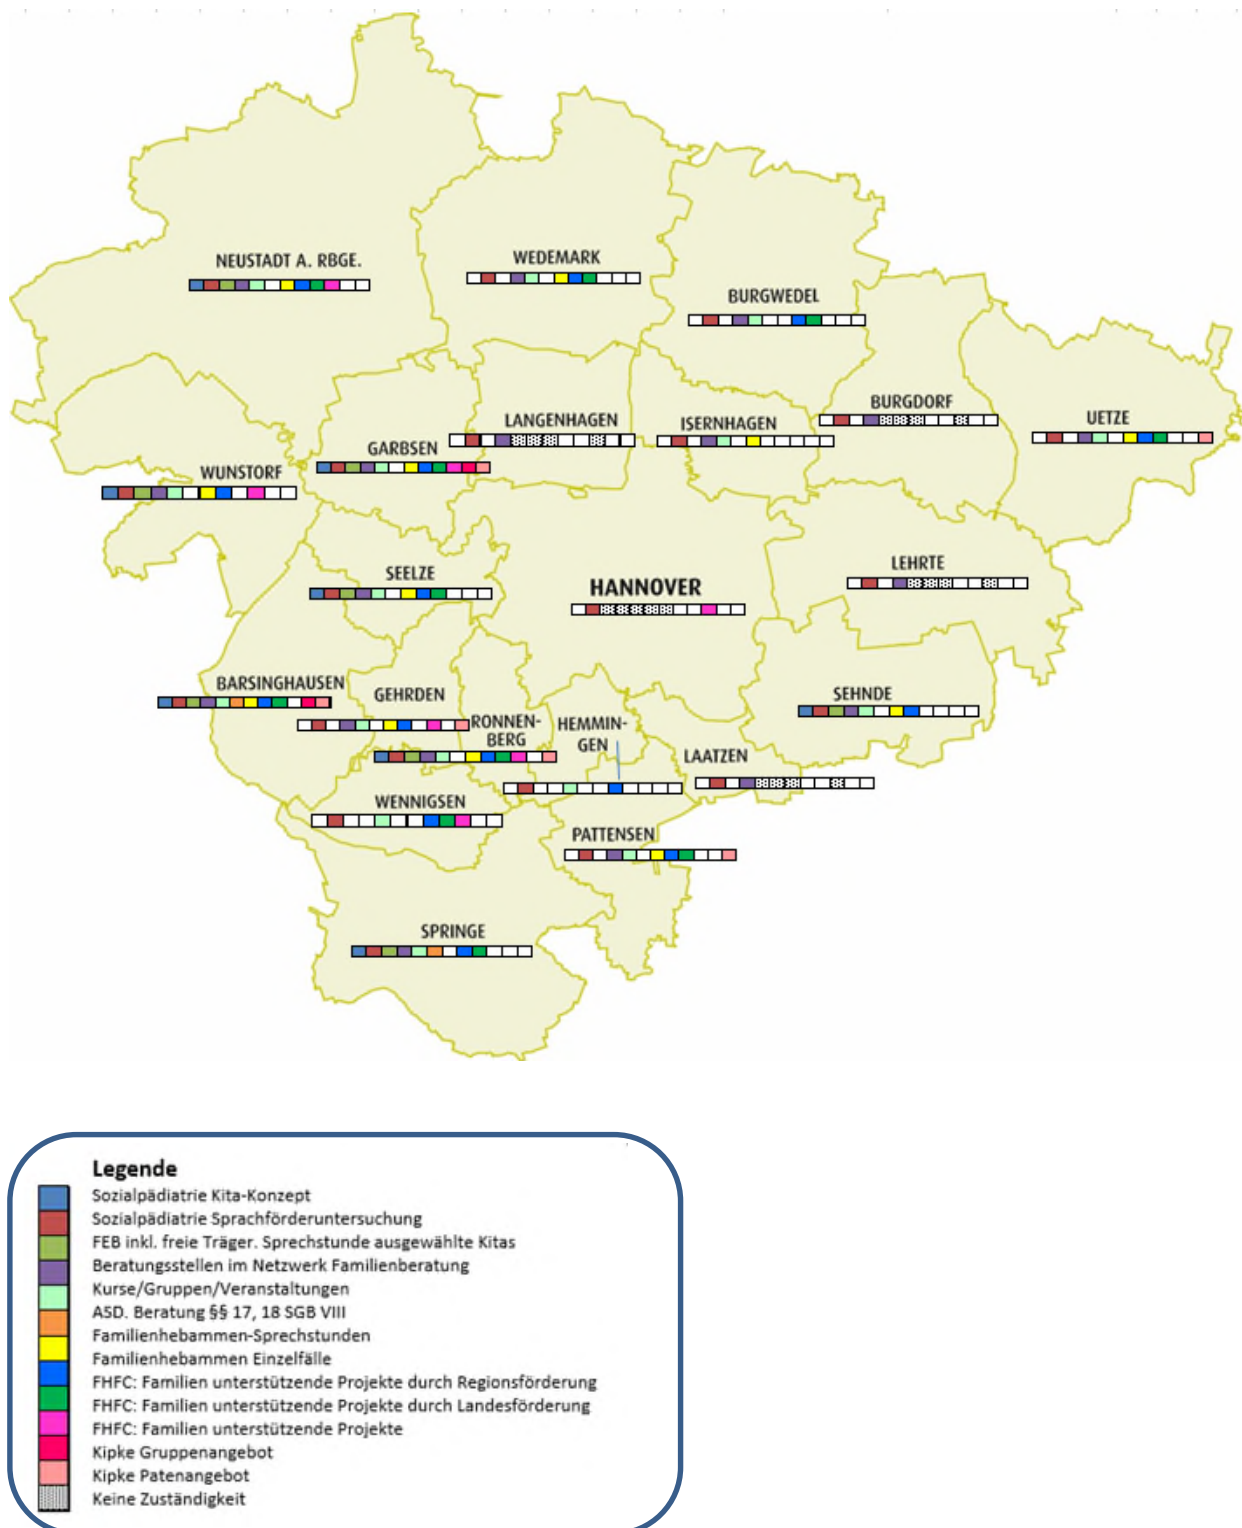 NEUSTADT A. RBGE.
WEDEMARK
BURGWEDEL
BURGDORF
UETZE
LANGENHAGEN
ISERNHAGEN
GARBSEN
WUNSTORF
SEELZE
HANNOVER
LEHRTE
BARSINGHAUSEN
GEHRDEN
RONNEN-
BERG
HEMMIN-
GEN
SEHNDE
LAATZEN
WENNIGSEN
PATTENSEN
SPRINGE
Legende
Sozialpädiatrie Kita-Konzept
Sozialpädiatrie Sprachförderuntersuchung
FEB inkl. freie Träger. Sprechstunde ausgewählte Kitas
Beratungsstellen im Netzwerk Familienberatung
Kurse/Gruppen/Veranstaltungen
ASD. Beratung §§ 17, 18 SGB VIII
Familienhebammen-Sprechstunden
Familienhebammen Einzelfälle
FHFC: Familien unterstützende Projekte durch Regionsförderung
FHFC: Familien unterstützende Projekte durch Landesförderung
FHFC: Familien unterstützende Projekte
Kipke Gruppenangebot
Kipke Patenangebot
Keine Zuständigkeit